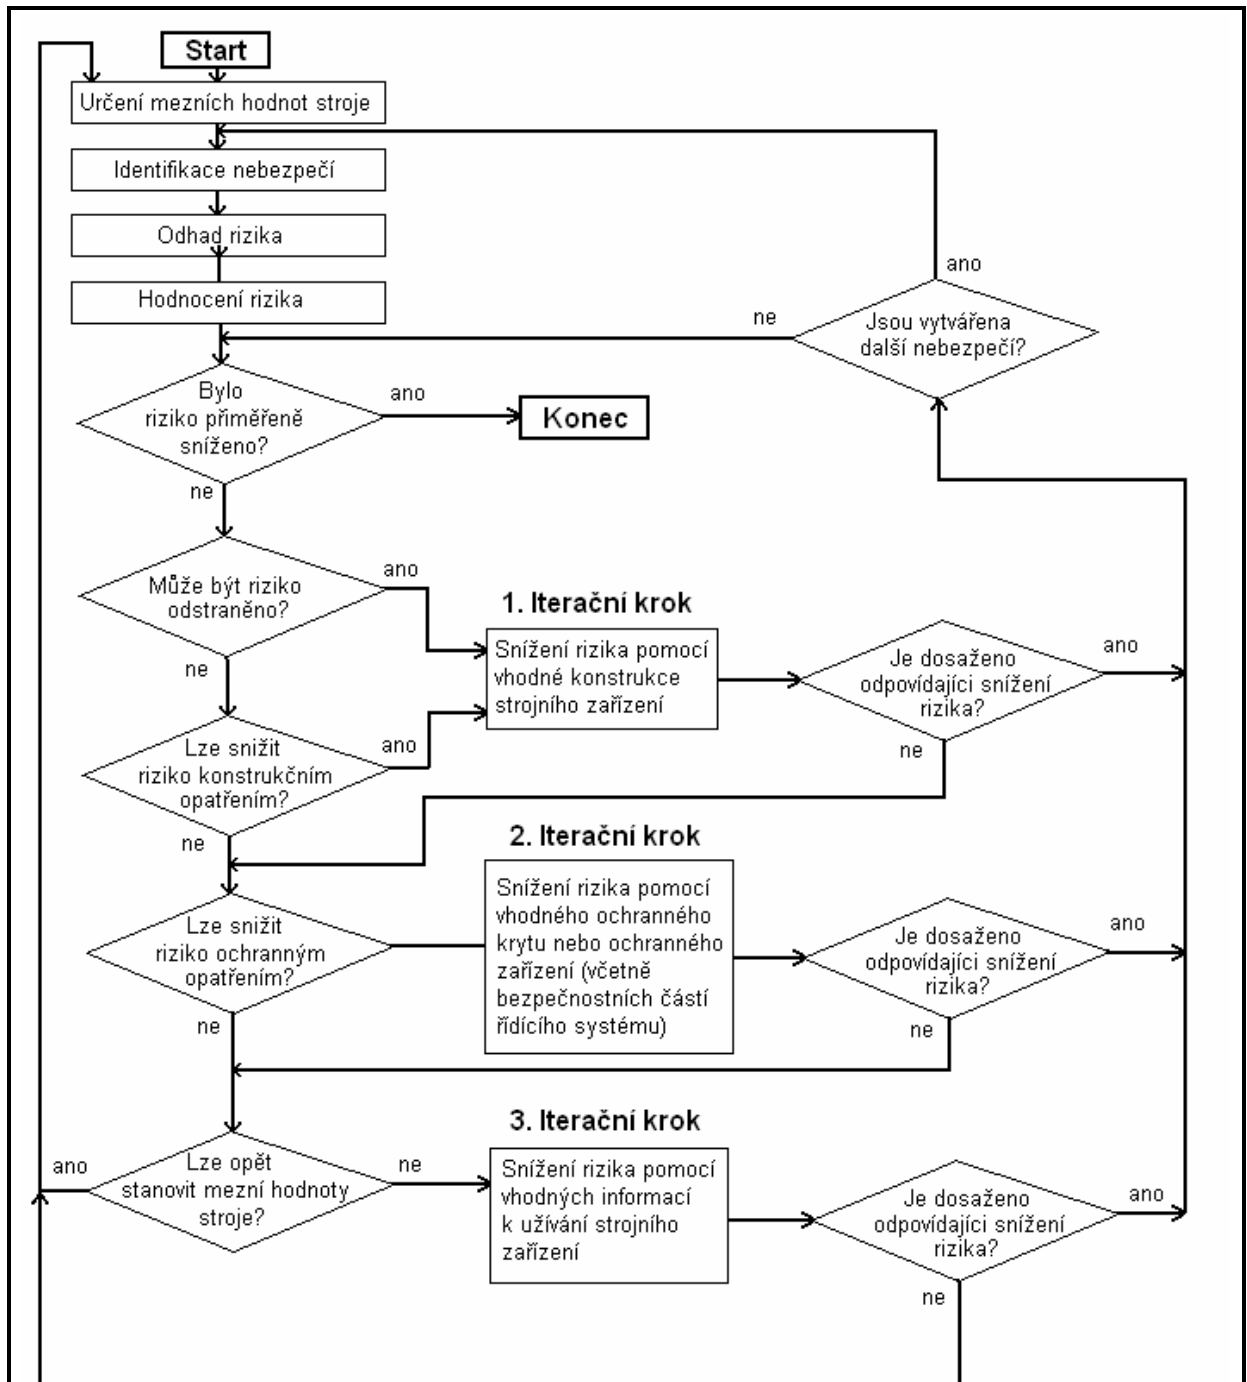 Start
Určení mezních hodnot stroje
Identifikace nebezpečí
Odhad rizika
Hodnocení rizika
ano
Jsou vytvářena
další nebezpečí?
ne
Bylo
riziko přiměřeně
sníženo?
ano
Konec
ne
Může být riziko
odstraněno?
ano
ne
1. Iterační krok
Snížení rizika pomocí
vhodné konstrukce
strojního zařízení
Je dosaženo
odpovídajíci snížení
rizika?
ano
ne
Lze snižit
riziko konstrukčním
opatřením?
ano
ne
2. Iterační krok
Lze snižit
riziko ochranným
opatřením?
ne
Snížení rizika pomocí
vhodného ochranného
krytu nebo ochranného
zařízení (včetně
bezpečnostních částí
řídícího systému)
Je dosaženo
odpovídajíci snížení
rizika?
ano
ne
3. Iterační krok
ano
Lze opět
stanovit mezní hodnoty
stroje?
ne
Snížení rizika pomocí
vhodných informací
k užívání strojního
zařízení
Je dosaženo
odpovídajíci snížení
rizika?
ano
ne